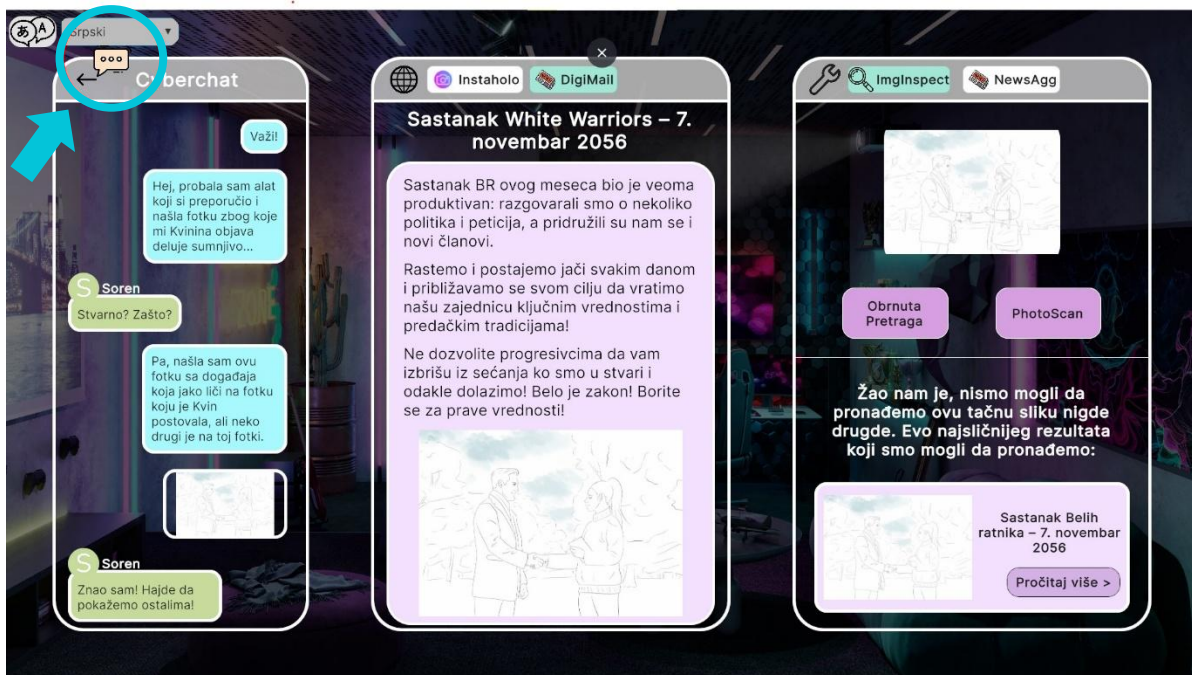 あ A
Srpski
Cyberchat
Važi!
Hej, probala sam alat
koji si preporučio i
našla fotku zbog koje
mi Kvinina objava
deluje sumnjivo...
S Soren
Stvarno? Zašto?
Pa, našla sam ovu
fotku sa događaja
koja jako liči na fotku
koju je Kvin
postovala, ali neko
drugi je na toj fotki.
S Soren
Znao sam! Hajde da
pokažemo ostalima!
Instaholo
DigiMail
Sastanak White Warriors – 7.
novembar 2056
Sastanak BR ovog meseca bio je veoma
produktivan: razgovarali smo o nekoliko
politika i peticija, a pridružili su nam se i
novi članovi.
Rastemo i postajemo jači svakim danom
i približavamo se svom cilju da vratimo
našu zajednicu ključnim vrednostima i
predačkim tradicijama!
Ne dozvolite progresivcima da vam
izbrišu iz sećanja ko smo u stvari i
odakle dolazimo! Belo je zakon! Borite
se za prave vrednosti!
ImgInspect
NewsAgg
Obrnuta
Pretraga
PhotoScan
Žao nam je, nismo mogli da
pronađemo ovu tačnu sliku nigde
drugde. Evo najsličnijeg rezultata
koji smo mogli da pronađemo:
Sastanak Belih
ratnika – 7. novembar
2056
Pročitaj više >